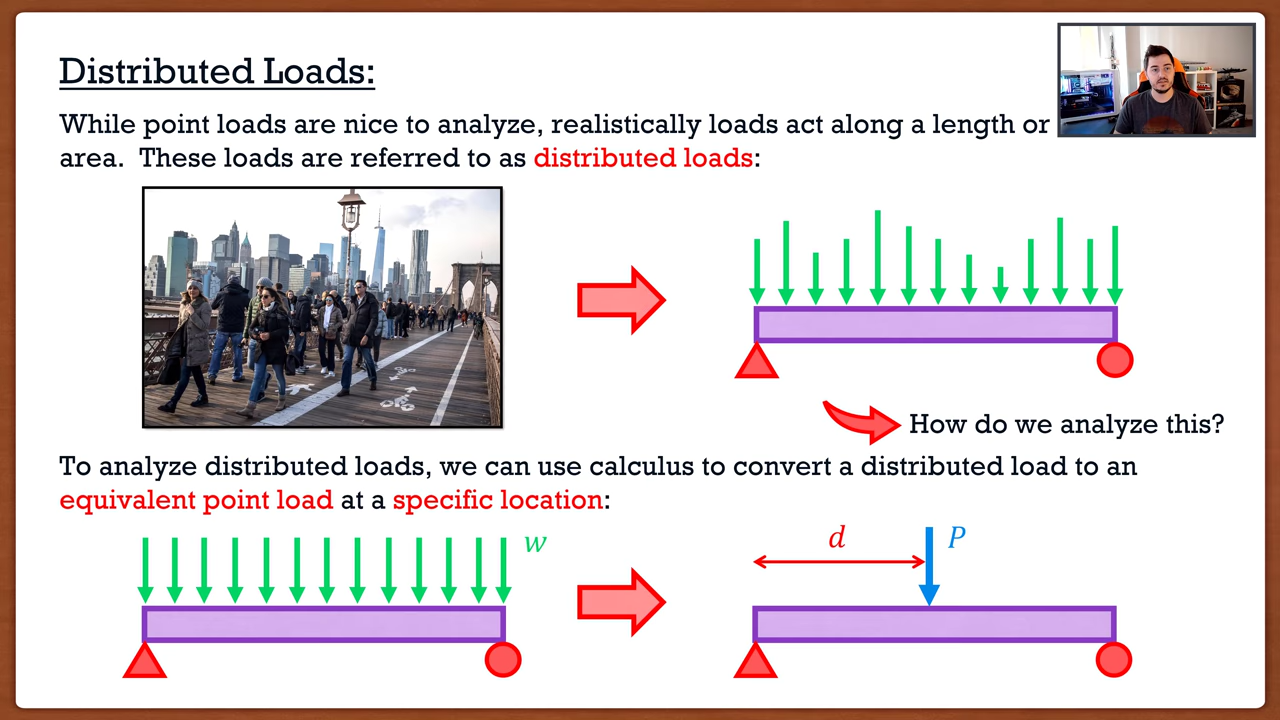 Distributed Loads:
While point loads are nice to analyze, realistically loads act along a length or
area. These loads are referred to as distributed loads:
How do we analyze this?
To analyze distributed loads, we can use calculus to convert a distributed load to an
equivalent point load at a specific location:
w
d
P